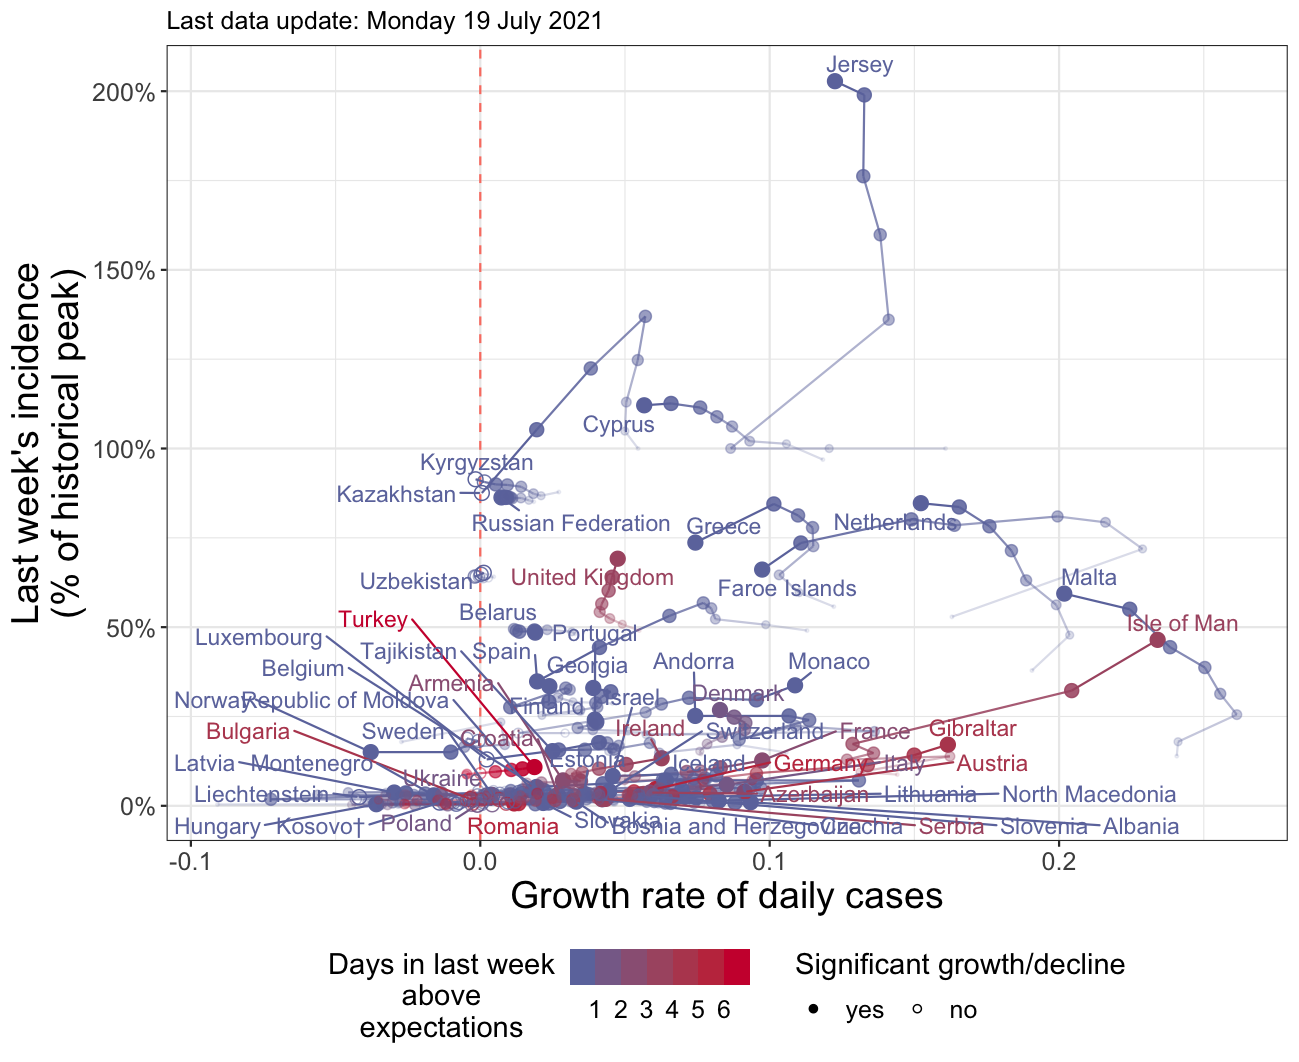 Last data update: Monday 19 July 2021
Last week's incidence
(% of historical peak)
200%
150%
100%
50%
0%
Jersey
Cyprus
Kyrgyzstan
Kazakhstan
Russian Federation
Greece
Netherlands
Uzbekistan
United Kingdom
Faroe Islands
Malta
Belarus
Turkey
Isle of Man
Luxembourg
Portugal
Tajikistan
Spain
Belgium
Georgia
Andorra
Monaco
Armenia
Norway
Republic of Moldova
Finland
Israel
Denmark
Bulgaria
Sweden
Croatia
Ireland
Switzerland
France
Gibraltar
Latvia
Montenegro
Estonia
Iceland
Germany
Italy
Austria
Ukraine
Liechtenstein
Azerbaijan
Lithuania
North Macedonia
Hungary
Kosovo†
Poland
Romania
Slovakia
Bosnia and Herzegovina
Czechia
Serbia
Slovenia
Albania
-0.1
0.0
0.1
0.2
Growth rate of daily cases
Days in last week
above
expectations
1 2 3 4 5 6
Significant growth/decline
yes
no